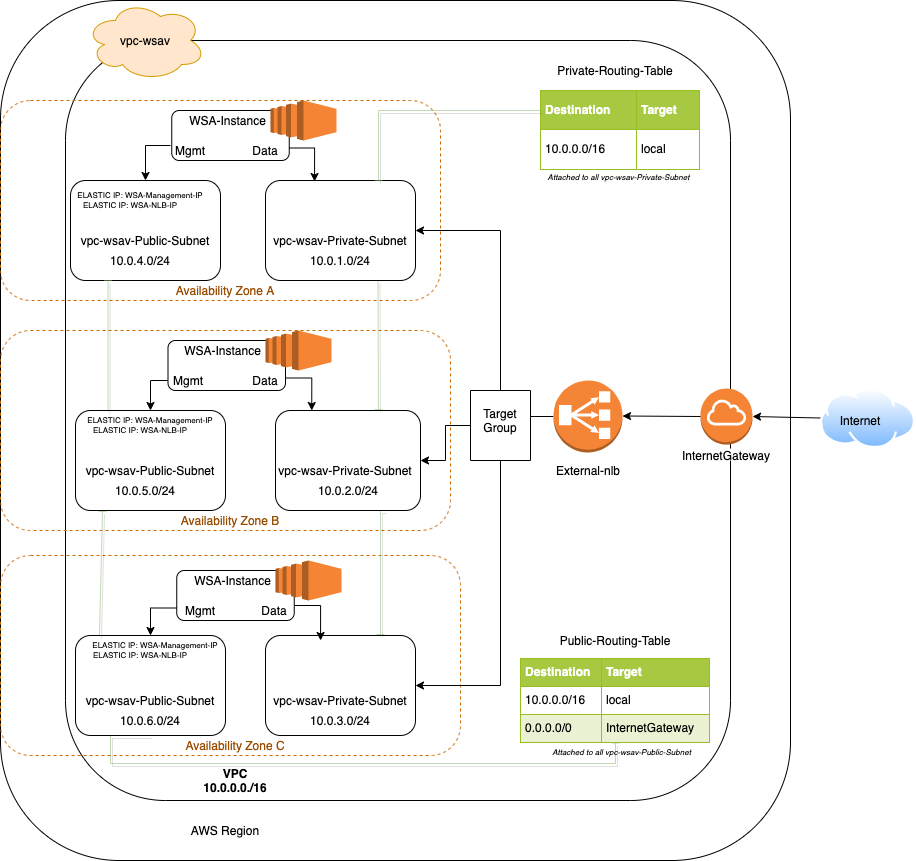 vpc-wsav
Private-Routing-Table
Destination Target
10.0.0.0/16 local
Attached to all vpc-wsav-Private-Subnet
WSA-Instance
Mgmt Data
ELASTIC IP: WSA-Management-IP
ELASTIC IP: WSA-NLB-IP
vpc-wsav-Public-Subnet
10.0.4.0/24
vpc-wsav-Private-Subnet
10.0.1.0/24
Availability Zone A
WSA-Instance
Mgmt Data
ELASTIC IP: WSA-Management-IP
ELASTIC IP: WSA-NLB-IP
vpc-wsav-Public-Subnet
10.0.5.0/24
vpc-wsav-Private-Subnet
10.0.2.0/24
Availability Zone B
Target
Group
External-nlb
InternetGateway
Internet
WSA-Instance
Mgmt Data
ELASTIC IP: WSA-Management-IP
ELASTIC IP: WSA-NLB-IP
vpc-wsav-Public-Subnet
10.0.6.0/24
vpc-wsav-Private-Subnet
10.0.3.0/24
Availability Zone C
Public-Routing-Table
Destination Target
10.0.0.0/16 local
0.0.0.0/0 InternetGateway
Attached to all vpc-wsav-Public-Subnet
VPC
10.0.0.0./16
AWS Region